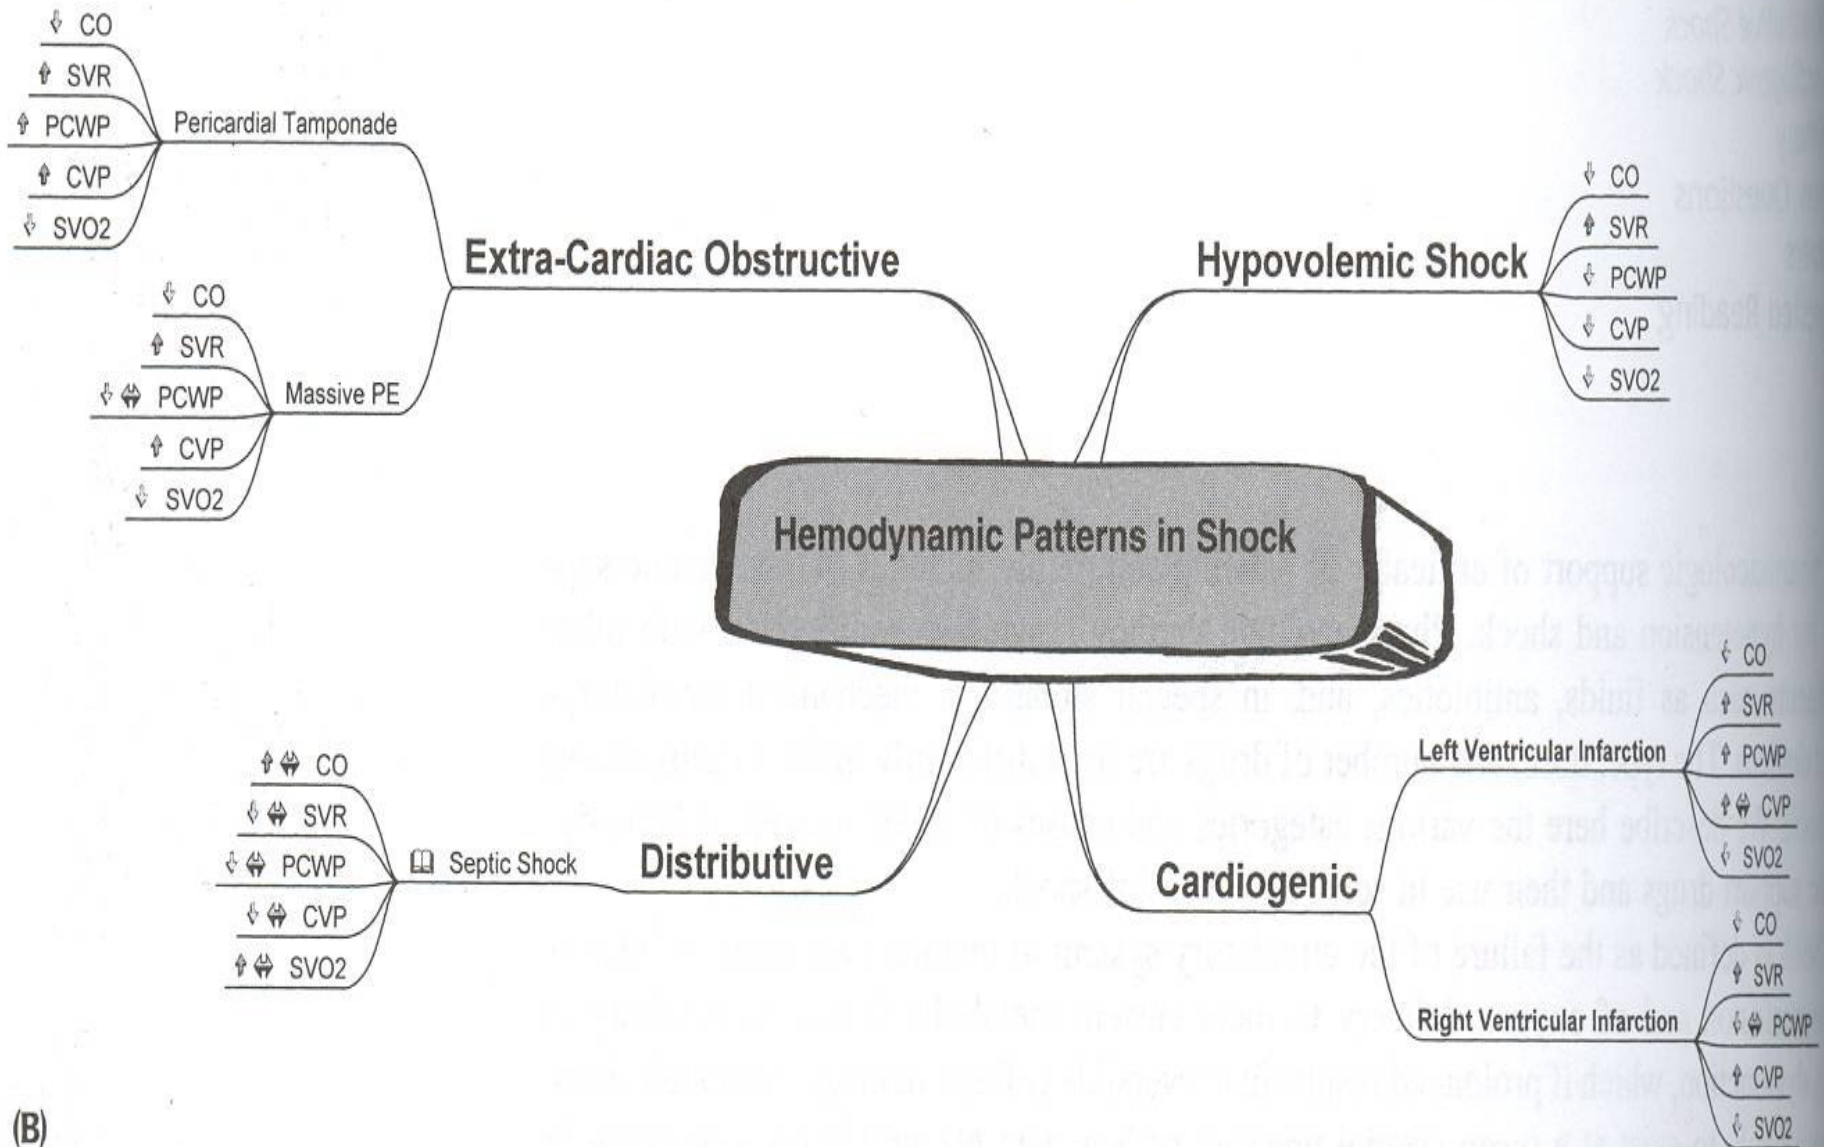 ⇩ CO
⇧ SVR
⇧ PCWP
⇧ CVP
⇩ SVO2
Pericardial Tamponade
Extra-Cardiac Obstructive
⇩ CO
⇧ SVR
⇩ ⇔ PCWP
⇧ CVP
⇩ SVO2
Massive PE
Hypovolemic Shock
⇩ CO
⇧ SVR
⇩ PCWP
⇩ CVP
⇩ SVO2
Hemodynamic Patterns in Shock
⇧ ⇔ CO
⇩ ⇔ SVR
⇩ ⇔ PCWP
⇩ ⇔ CVP
⇧ ⇔ SVO2
Septic Shock
Distributive
Cardiogenic
Left Ventricular Infarction
⇩ CO
⇧ SVR
⇧ PCWP
⇧ ⇔ CVP
⇩ SVO2
Right Ventricular Infarction
⇩ CO
⇧ SVR
⇩ ⇔ PCWP
⇧ CVP
⇩ SVO2
(B)